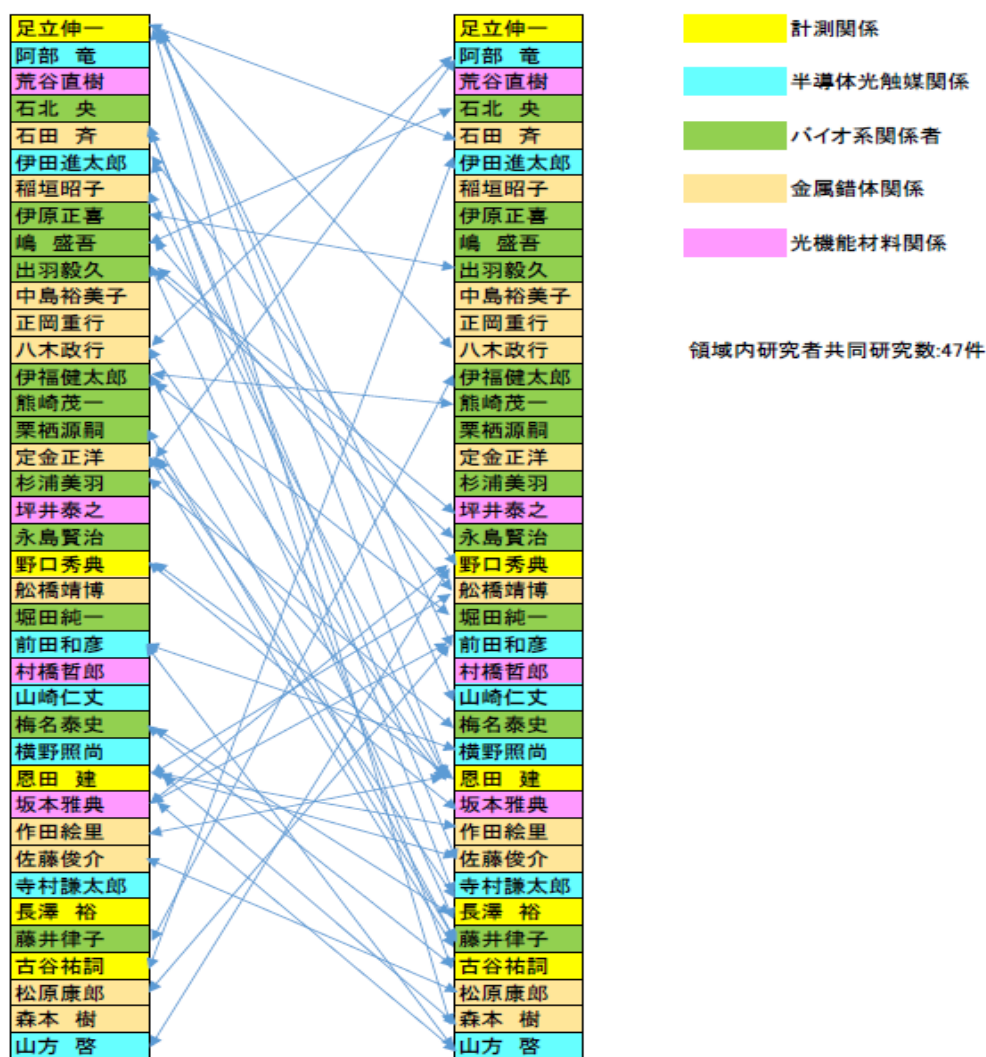 足立伸一
阿部 竜
荒谷直樹
石北 央
石田 斉
伊田進太郎
稲垣昭子
伊原正喜
嶋 盛吾
出羽毅久
中島裕美子
正岡重行
八木政行
伊福健太郎
熊崎茂一
栗栖源嗣
定金正洋
杉浦美羽
坪井泰之
永島賢治
野口秀典
舩橋靖博
堀田純一
前田和彦
村橋哲郎
山崎仁丈
梅名泰史
横野照尚
恩田 建
坂本雅典
作田絵里
佐藤俊介
寺村謙太郎
長澤 裕
藤井律子
古谷祐詞
松原康郎
森本 樹
山方 啓
足立伸一
阿部 竜
荒谷直樹
石北 央
石田 斉
伊田進太郎
稲垣昭子
伊原正喜
嶋 盛吾
出羽毅久
中島裕美子
正岡重行
八木政行
伊福健太郎
熊崎茂一
栗栖源嗣
定金正洋
杉浦美羽
坪井泰之
永島賢治
野口秀典
舩橋靖博
堀田純一
前田和彦
村橋哲郎
山崎仁丈
梅名泰史
横野照尚
恩田 建
坂本雅典
作田絵里
佐藤俊介
寺村謙太郎
長澤 裕
藤井律子
古谷祐詞
松原康郎
森本 樹
山方 啓
計測関係
半導体光触媒関係
バイオ系関係者
金属錯体関係
光機能材料関係
領域内研究者共同研究数:47件